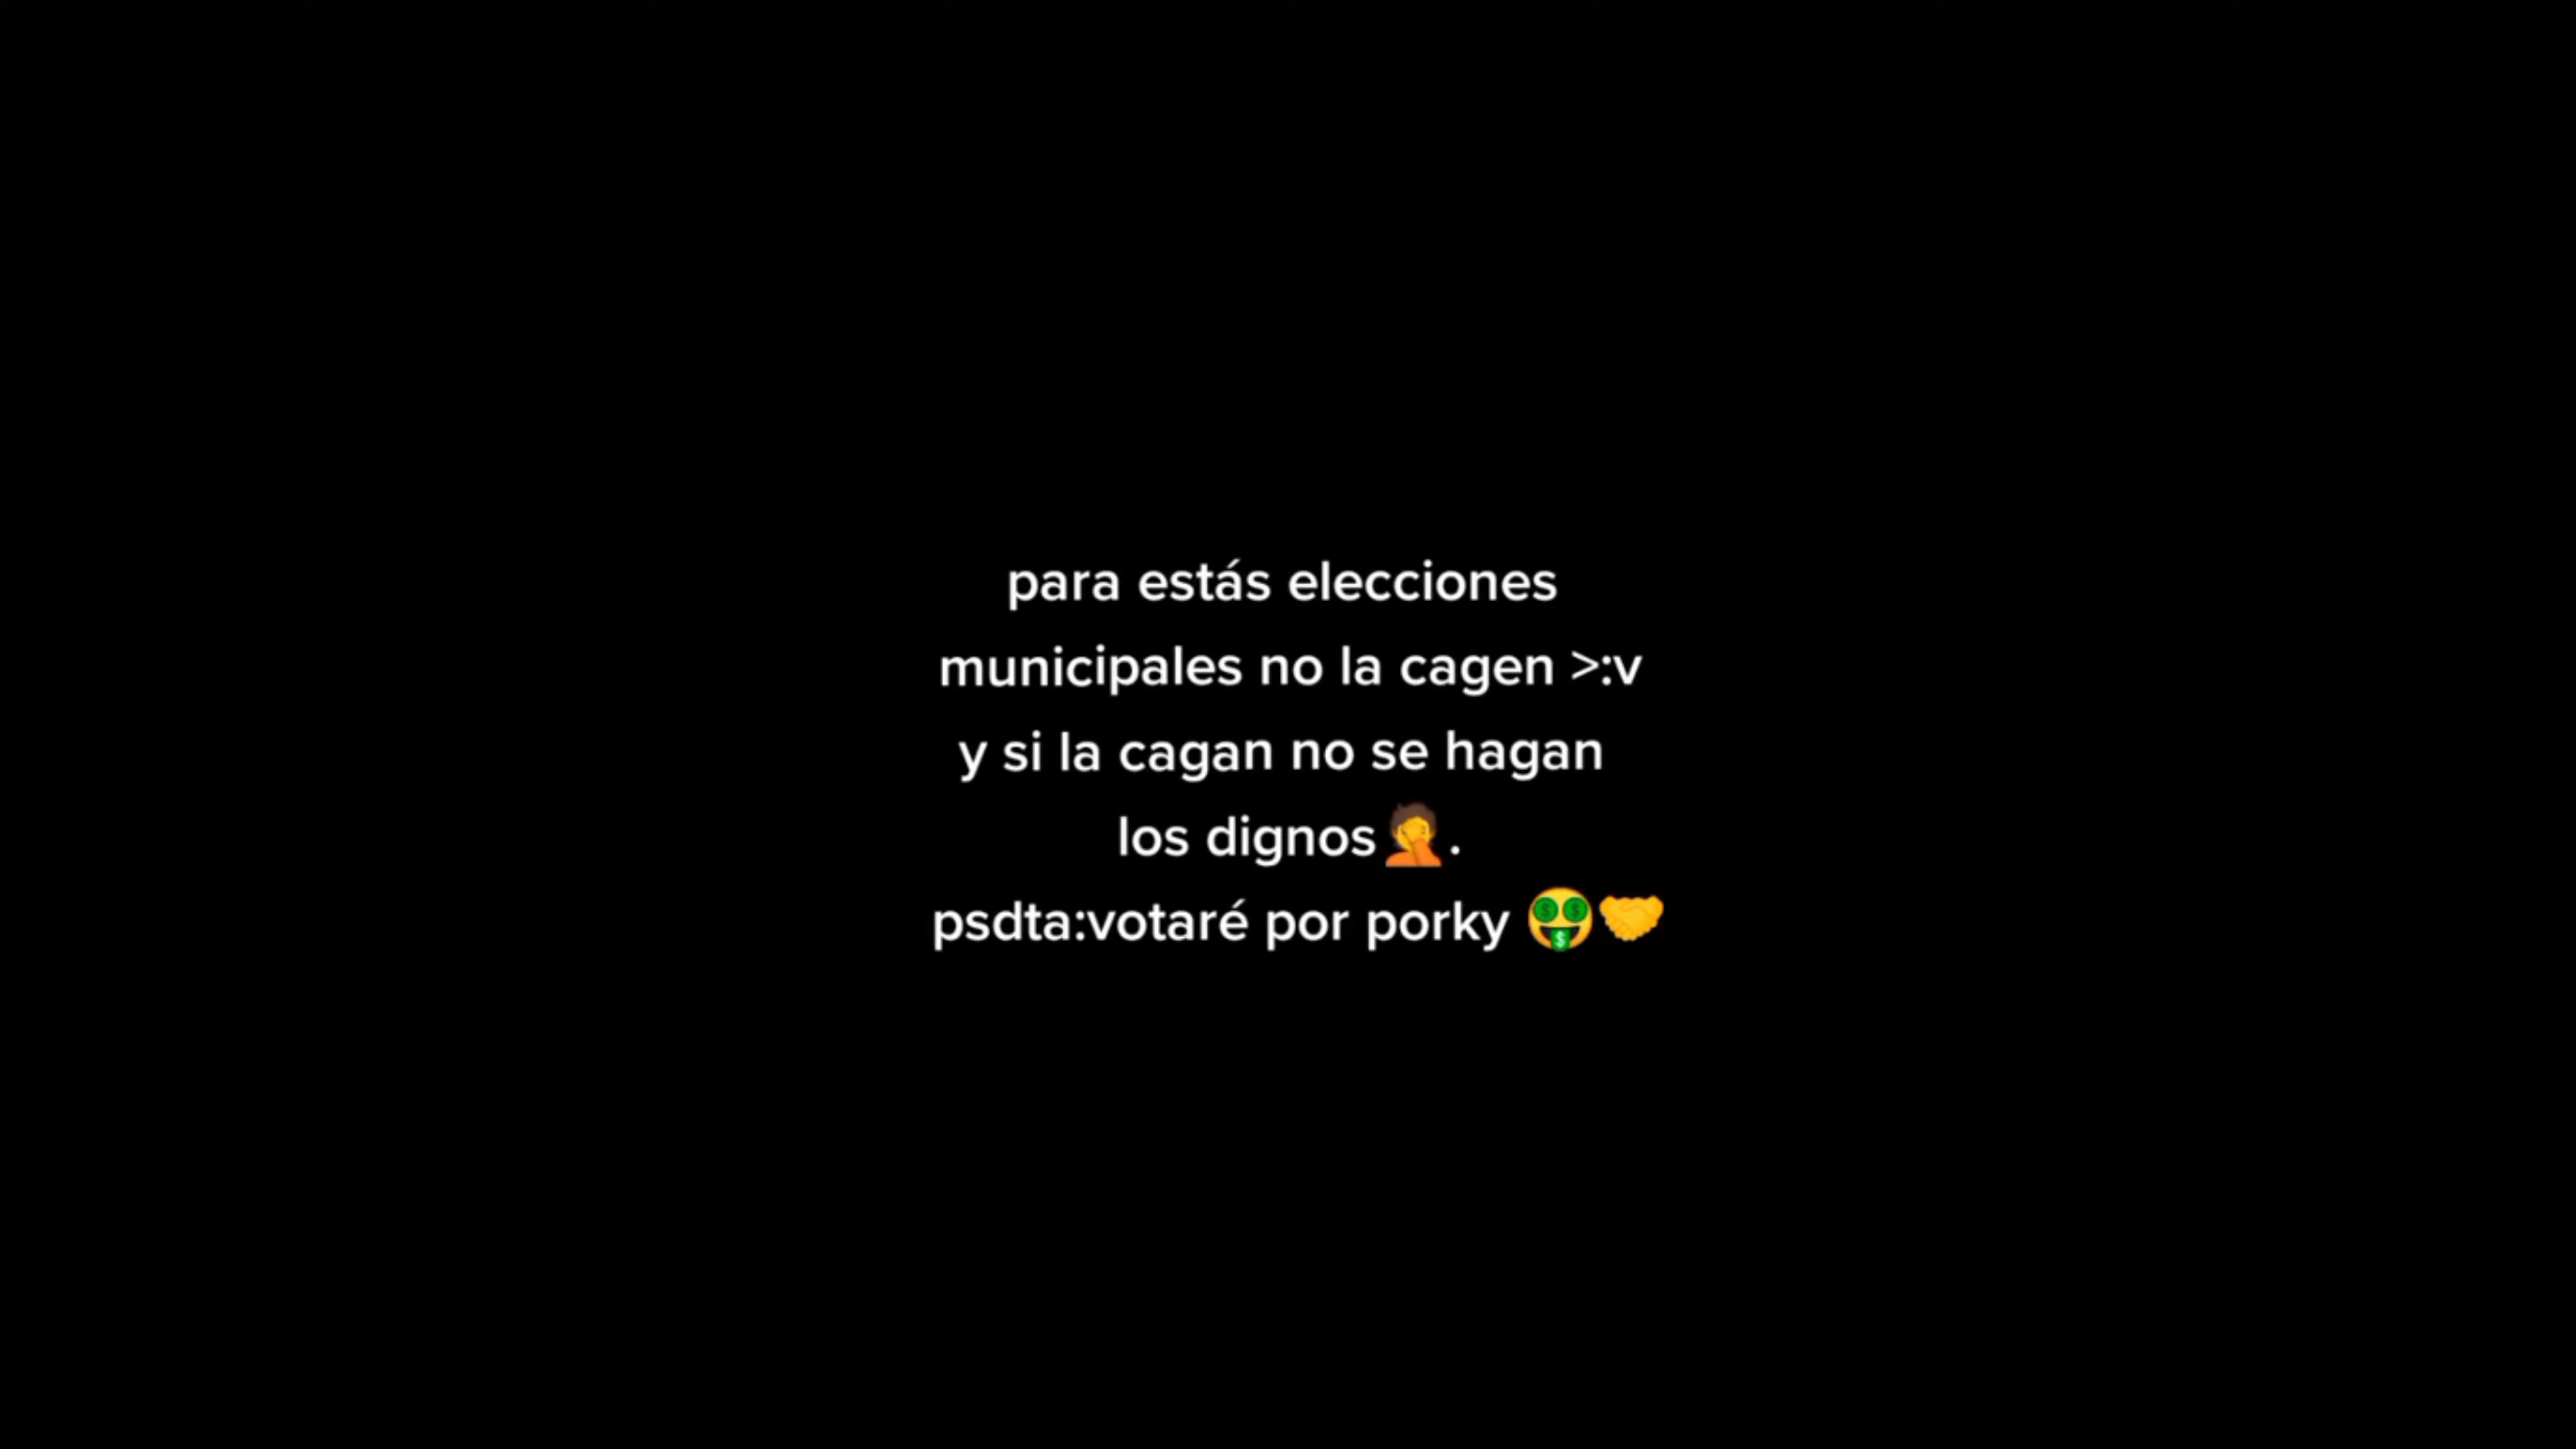 para estás elecciones
municipales no la cagen >:v
y si la cagan no se hagan
los dignos🤦.
psdta:votaré por porky 🤑🤝